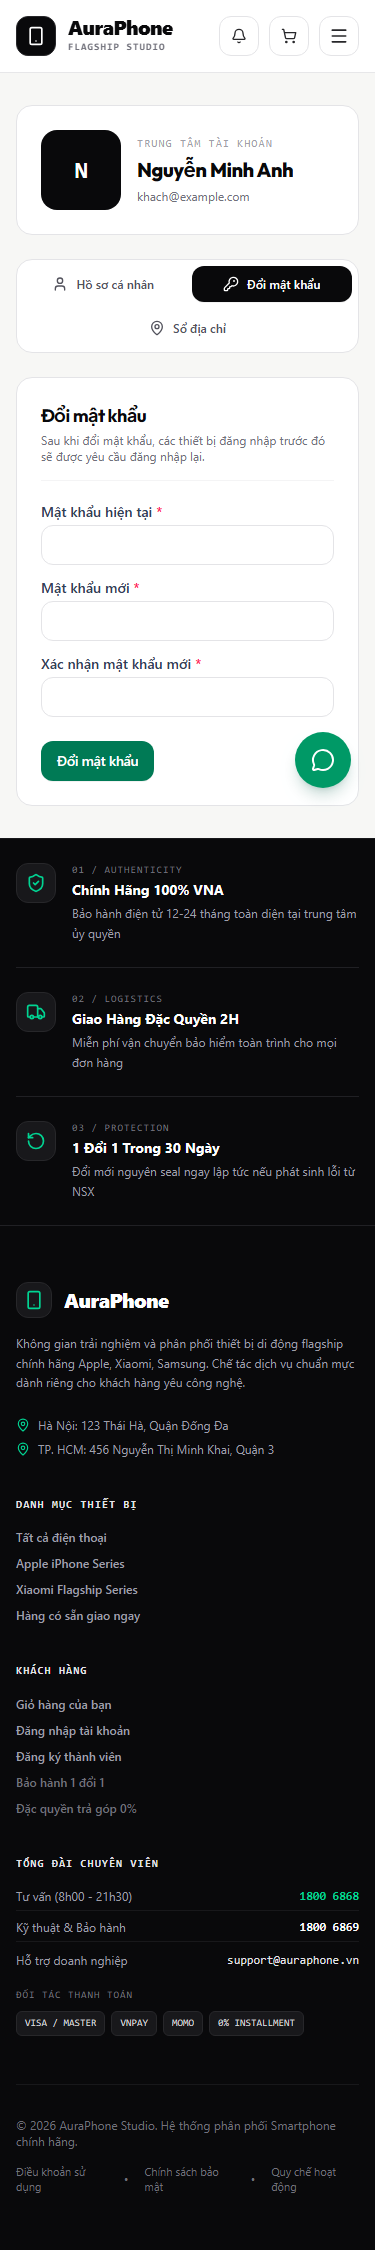 AuraPhone
FLAGSHIP STUDIO
N
TRUNG TÂM TÀI KHOẢN
Nguyễn Minh Anh
khach@example.com
Hồ sơ cá nhân
Đổi mật khẩu
Sổ địa chỉ
Đổi mật khẩu
Sau khi đổi mật khẩu, các thiết bị đăng nhập trước đó
sẽ được yêu cầu đăng nhập lại.
Mật khẩu hiện tại *
Mật khẩu mới *
Xác nhận mật khẩu mới *
Đổi mật khẩu
01 / AUTHENTICITY
Chính Hãng 100% VNA
Bảo hành điện tử 12-24 tháng toàn diện tại trung tâm
ủy quyền
02 / LOGISTICS
Giao Hàng Đặc Quyền 2H
Miễn phí vận chuyển bảo hiểm toàn trình cho mọi
đơn hàng
03 / PROTECTION
1 Đổi 1 Trong 30 Ngày
Đổi mới nguyên seal ngay lập tức nếu phát sinh lỗi từ
NSX
AuraPhone
Không gian trải nghiệm và phân phối thiết bị di động flagship
chính hãng Apple, Xiaomi, Samsung. Chế tác dịch vụ chuẩn mực
dành riêng cho khách hàng yêu công nghệ.
Hà Nội: 123 Thái Hà, Quận Đống Đa
TP. HCM: 456 Nguyễn Thị Minh Khai, Quận 3
DANH MỤC THIẾT BỊ
Tất cả điện thoại
Apple iPhone Series
Xiaomi Flagship Series
Hàng có sẵn giao ngay
KHÁCH HÀNG
Giỏ hàng của bạn
Đăng nhập tài khoản
Đăng ký thành viên
Bảo hành 1 đổi 1
Đặc quyền trả góp 0%
TỔNG ĐÀI CHUYÊN VIÊN
Tư vấn (8h00 - 21h30) 1800 6868
Kỹ thuật & Bảo hành 1800 6869
Hỗ trợ doanh nghiệp support@auraphone.vn
ĐỐI TÁC THANH TOÁN
VISA / MASTER VNPAY MOMO 0% INSTALLMENT
© 2026 AuraPhone Studio. Hệ thống phân phối Smartphone
chính hãng.
Điều khoản sử dụng • Chính sách bảo mật • Quy chế hoạt động